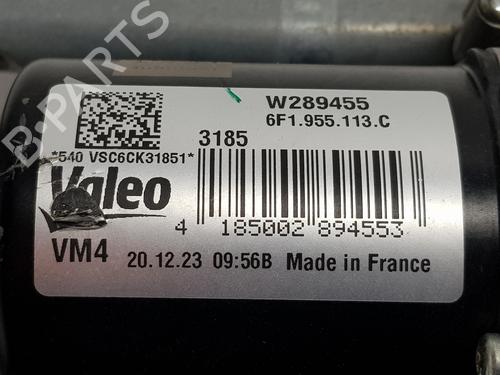 B-PARTS
W289455
6F1.955.113.C
*540 VSC6CK31851*
3185
Valeo
4 185002 894553
VM4 20.12.23 09:56B Made in France